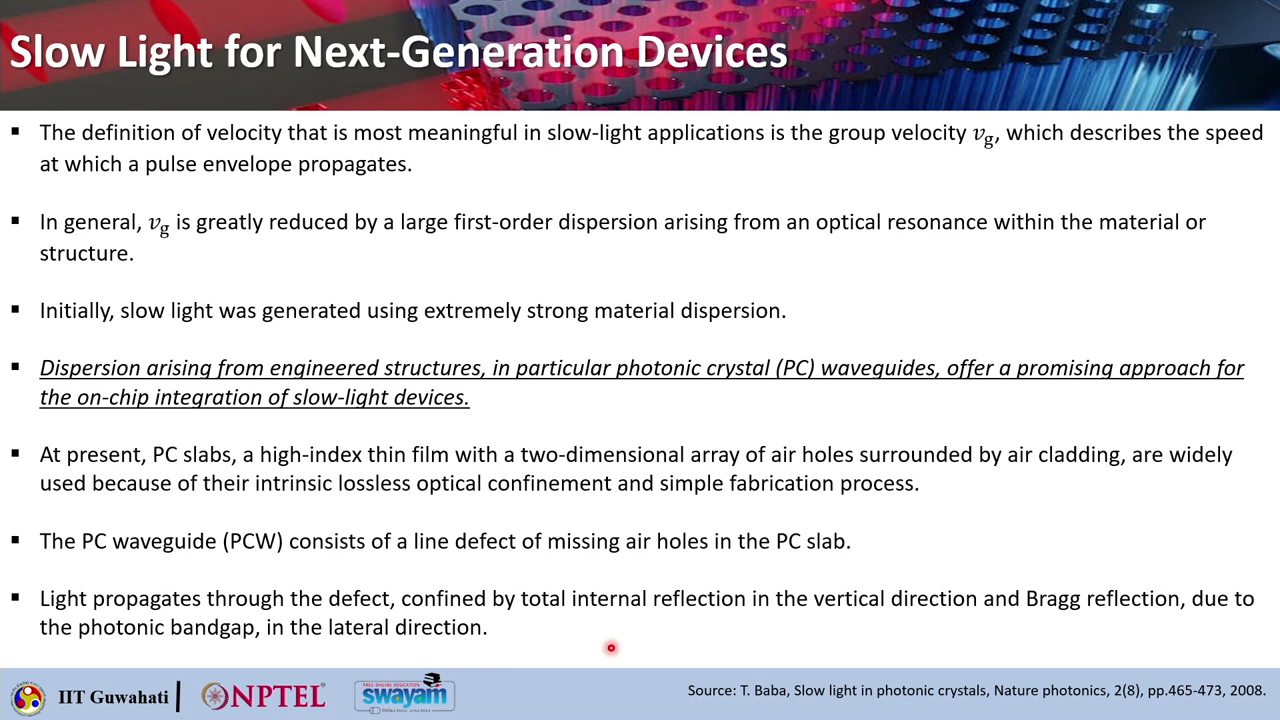 Slow Light for Next-Generation Devices
▪ The definition of velocity that is most meaningful in slow-light applications is the group velocity 𝑣g, which describes the speed
at which a pulse envelope propagates.
▪ In general, 𝑣g is greatly reduced by a large first-order dispersion arising from an optical resonance within the material or
structure.
▪ Initially, slow light was generated using extremely strong material dispersion.
▪ Dispersion arising from engineered structures, in particular photonic crystal (PC) waveguides, offer a promising approach for
the on-chip integration of slow-light devices.
▪ At present, PC slabs, a high-index thin film with a two-dimensional array of air holes surrounded by air cladding, are widely
used because of their intrinsic lossless optical confinement and simple fabrication process.
▪ The PC waveguide (PCW) consists of a line defect of missing air holes in the PC slab.
▪ Light propagates through the defect, confined by total internal reflection in the vertical direction and Bragg reflection, due to
the photonic bandgap, in the lateral direction.
IIT Guwahati
NPTEL
FREE ONLINE EDUCATION
swayam
Source: T. Baba, Slow light in photonic crystals, Nature photonics, 2(8), pp.465-473, 2008.